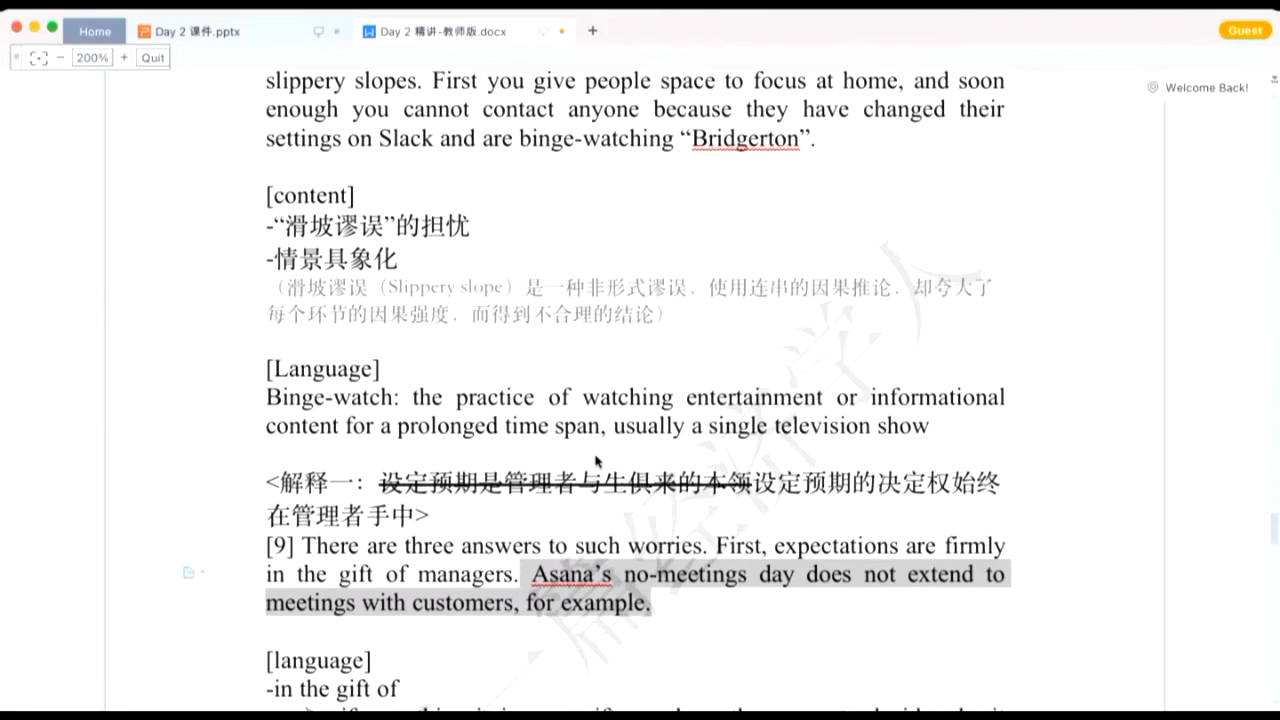 Home
Day 2 课件.pptx
Day 2 精讲-教师版.docx
+
Guest
− 200% + Quit
Welcome Back!
slippery slopes. First you give people space to focus at home, and soon
enough you cannot contact anyone because they have changed their
settings on Slack and are binge-watching “Bridgerton”.
[content]
-“滑坡谬误”的担忧
-情景具象化
（滑坡谬误（Slippery slope）是一种非形式谬误，使用连串的因果推论，却夸大了
每个环节的因果强度，而得到不合理的结论）
[Language]
Binge-watch: the practice of watching entertainment or informational
content for a prolonged time span, usually a single television show
<解释一：设定预期是管理者与生俱来的本领设定预期的决定权始终
在管理者手中>
[9] There are three answers to such worries. First, expectations are firmly
in the gift of managers. Asana’s no-meetings day does not extend to
meetings with customers, for example.
[language]
-in the gift of
一篇经济学人